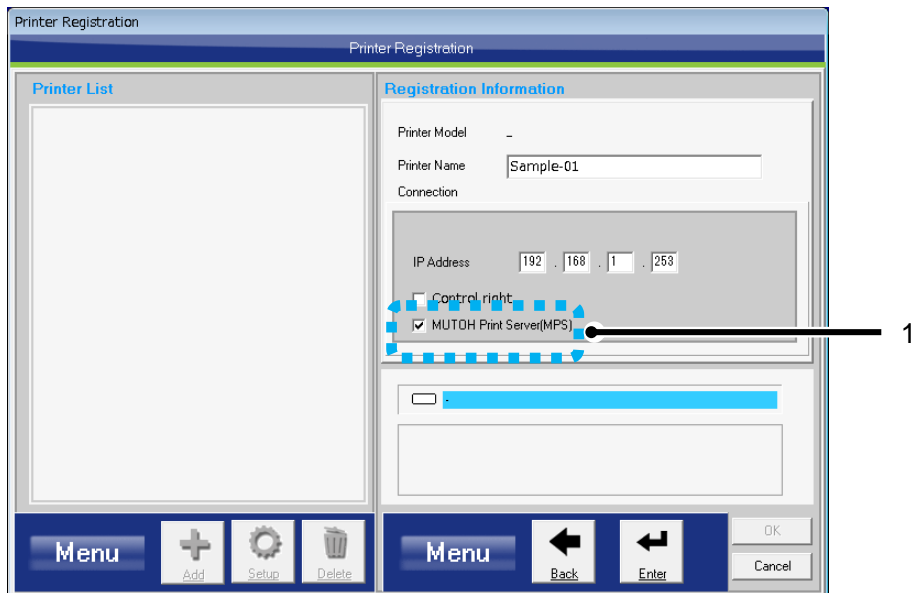 Printer Registration
Printer Registration
Printer List
Registration Information
Printer Model -
Printer Name Sample-01
Connection
IP Address 192 . 168 . 1 . 253
Control right
MUTOH Print Server(MPS)
1
-
Menu Add Setup Delete
Menu Back Enter
OK
Cancel